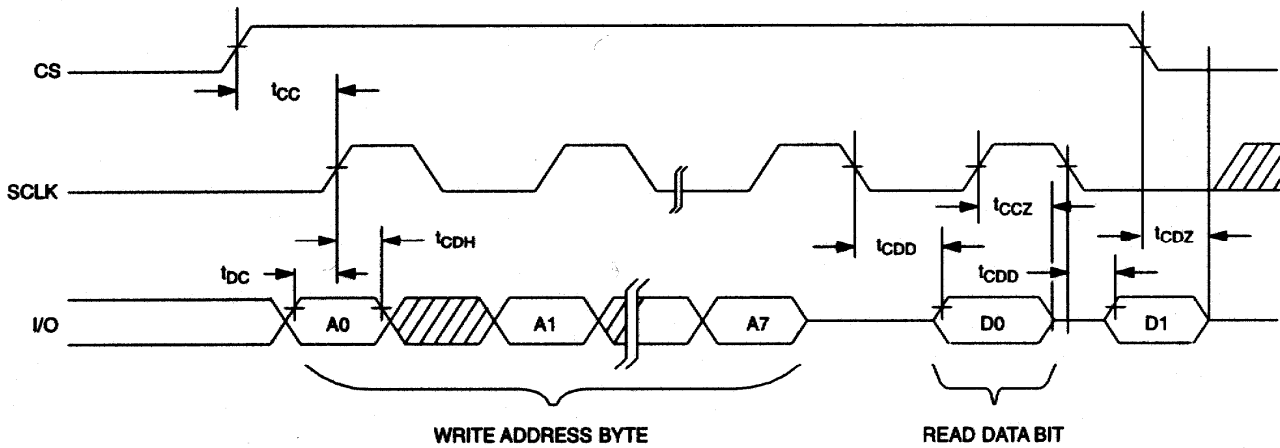 CS
tCC
SCLK
tCCZ
tCDH
tCDD
tCDZ
tDC
tCDD
I/O
A0
A1
A7
D0
D1
WRITE ADDRESS BYTE
READ DATA BIT